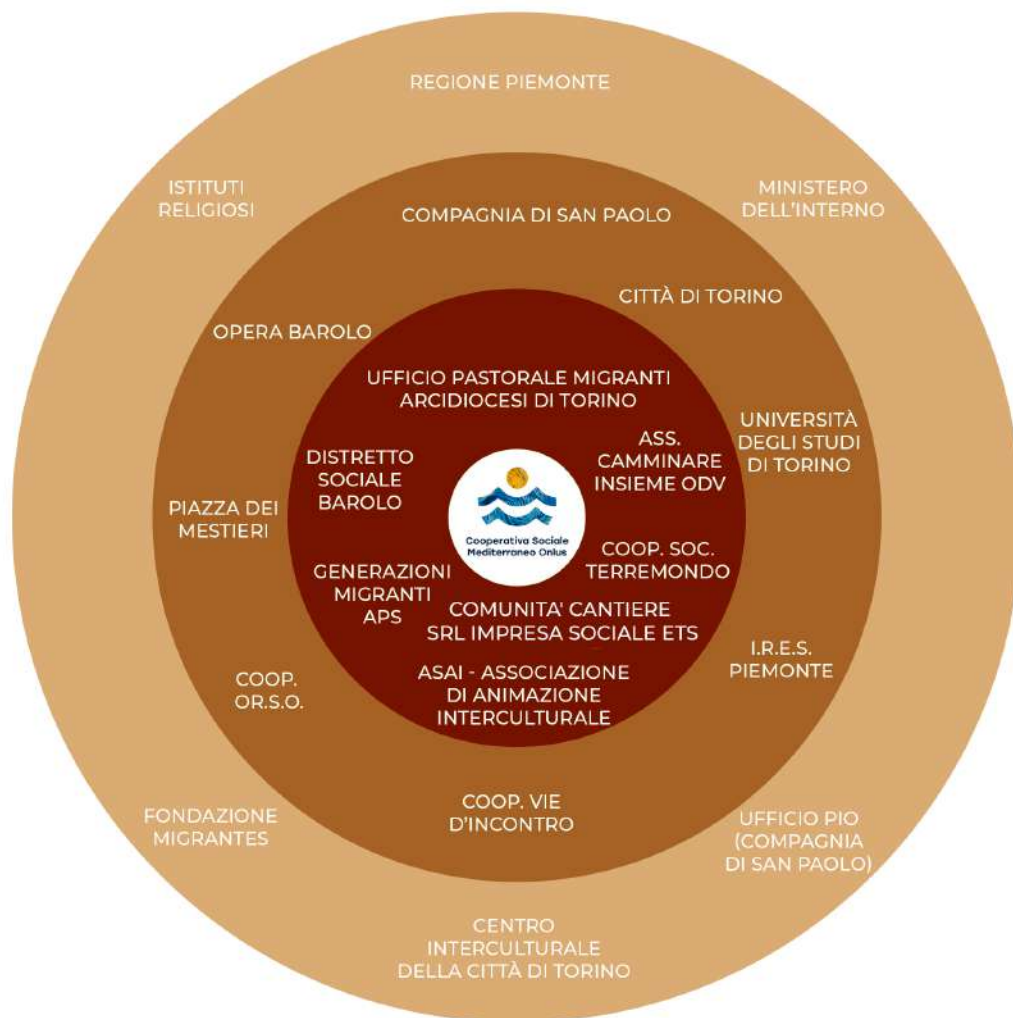 REGIONE PIEMONTE
ISTITUTI
RELIGIOSI
MINISTERO
DELL'INTERNO
COMPAGNIA DI SAN PAOLO
CITTÀ DI TORINO
OPERA BAROLO
UFFICIO PASTORALE MIGRANTI
ARCIDIOCESI DI TORINO
UNIVERSITÀ
DEGLI STUDI
DI TORINO
ASS.
CAMMINARE
INSIEME ODV
DISTRETTO
SOCIALE
BAROLO
PIAZZA DEI
MESTIERI
Cooperativa Sociale
Mediterraneo Onlus
COOP. SOC.
TERREMONDO
GENERAZIONI
MIGRANTI
APS
COMUNITA' CANTIERE
SRL IMPRESA SOCIALE ETS
I.R.E.S.
PIEMONTE
ASAI - ASSOCIAZIONE
DI ANIMAZIONE
INTERCULTURALE
COOP.
OR.S.O.
COOP. VIE
D'INCONTRO
FONDAZIONE
MIGRANTES
UFFICIO PIO
(COMPAGNIA
DI SAN PAOLO)
CENTRO
INTERCULTURALE
DELLA CITTÀ DI TORINO